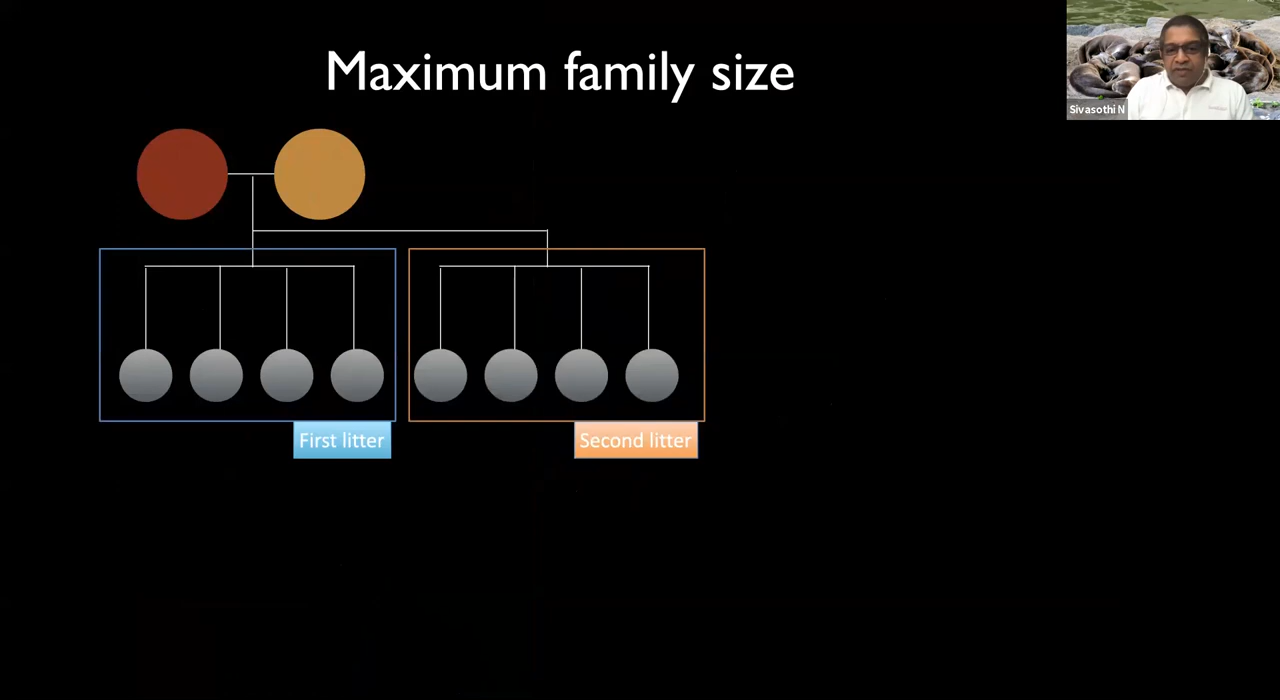 Maximum family size
Sivasothi N
First litter
Second litter